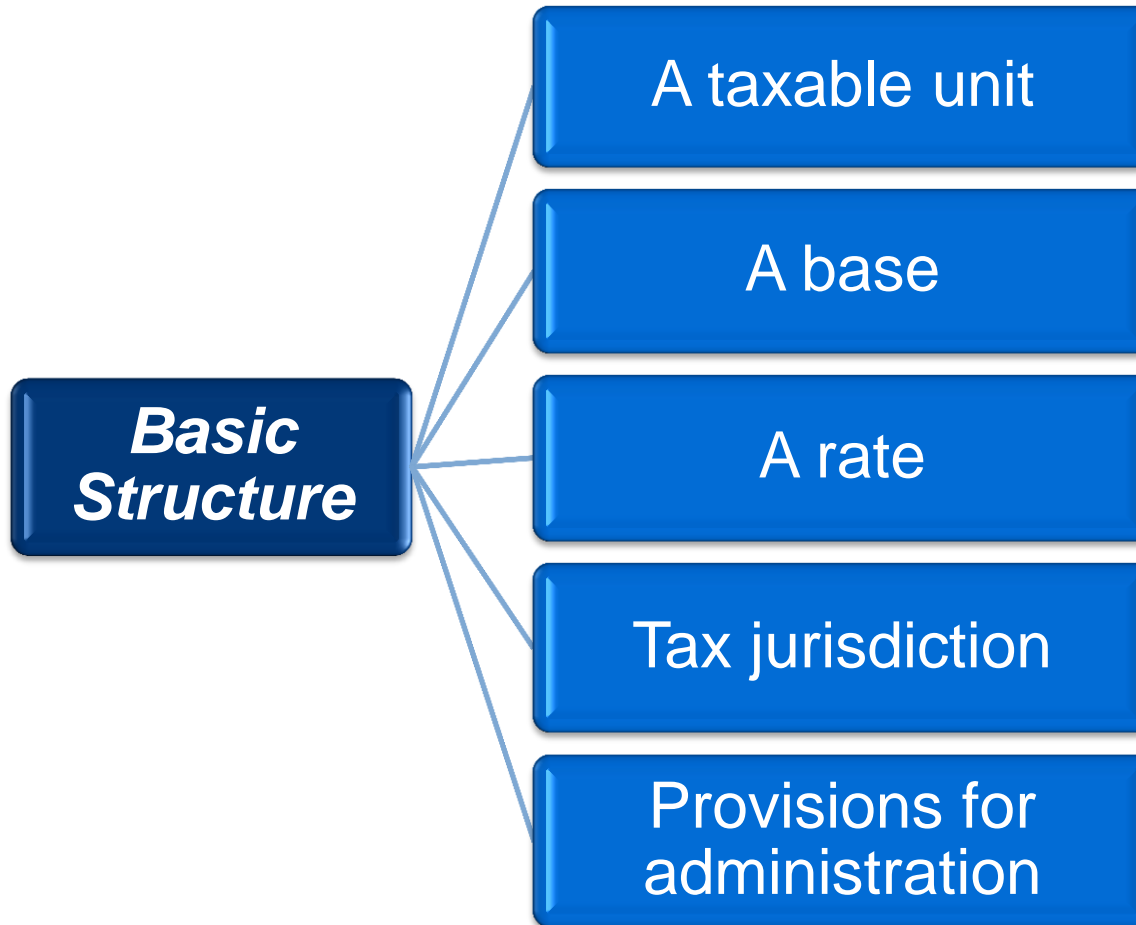 Basic
Structure
A taxable unit
A base
A rate
Tax jurisdiction
Provisions for
administration